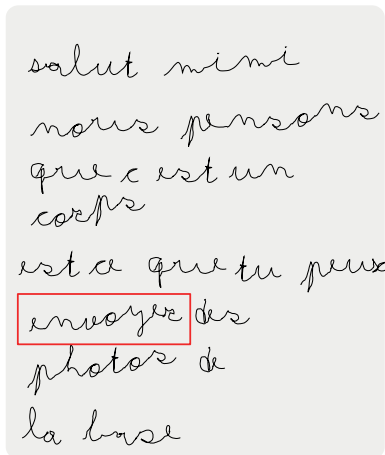 salut mimi
nous pensons
que c est un
corps
est ce que tu peux
envoyer des
photos de
la base